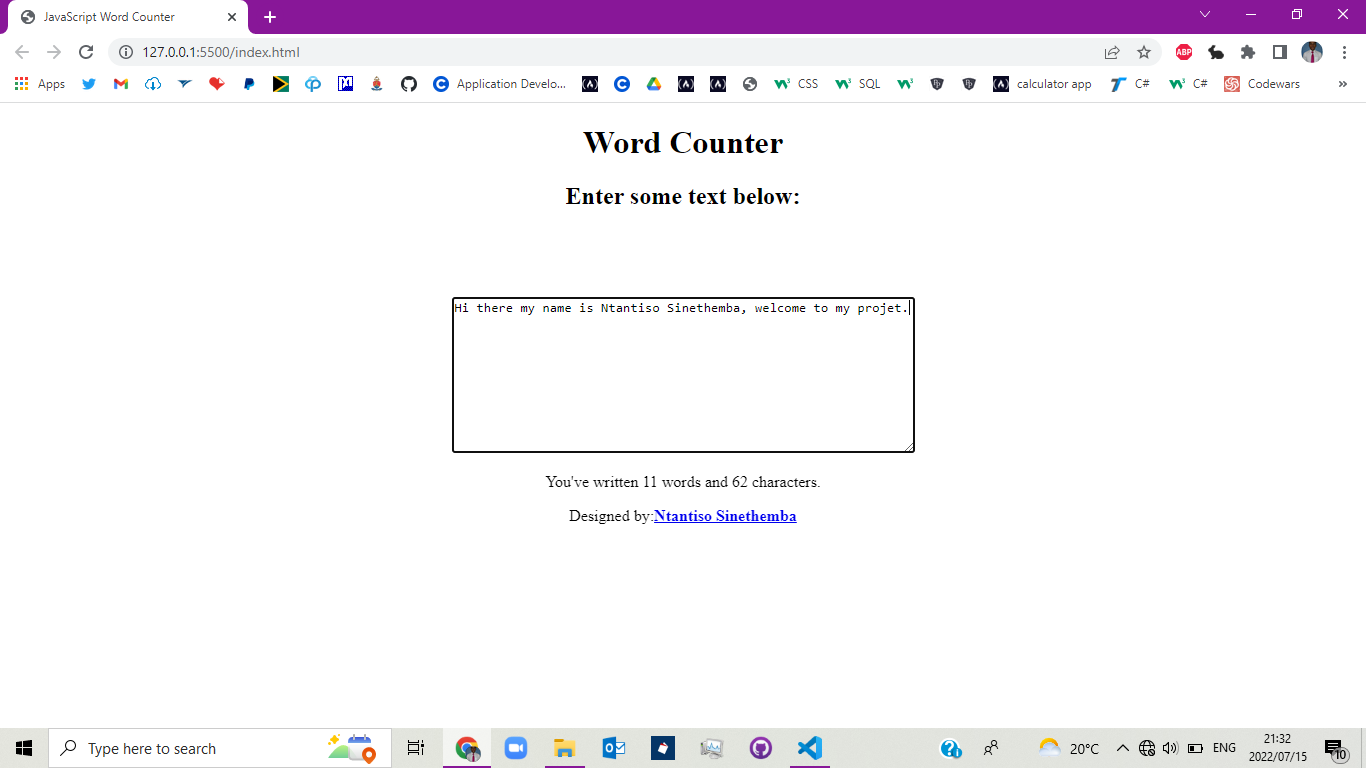 JavaScript Word Counter
127.0.0.1:5500/index.html
ABP
Apps
Application Develo...
CSS
SQL
calculator app
C#
C#
Codewars
Word Counter
Enter some text below:
Hi there my name is Ntantiso Sinethemba, welcome to my projet.
You've written 11 words and 62 characters.
Designed by:Ntantiso Sinethemba
Type here to search
20°C
ENG
21:32
2022/07/15
10